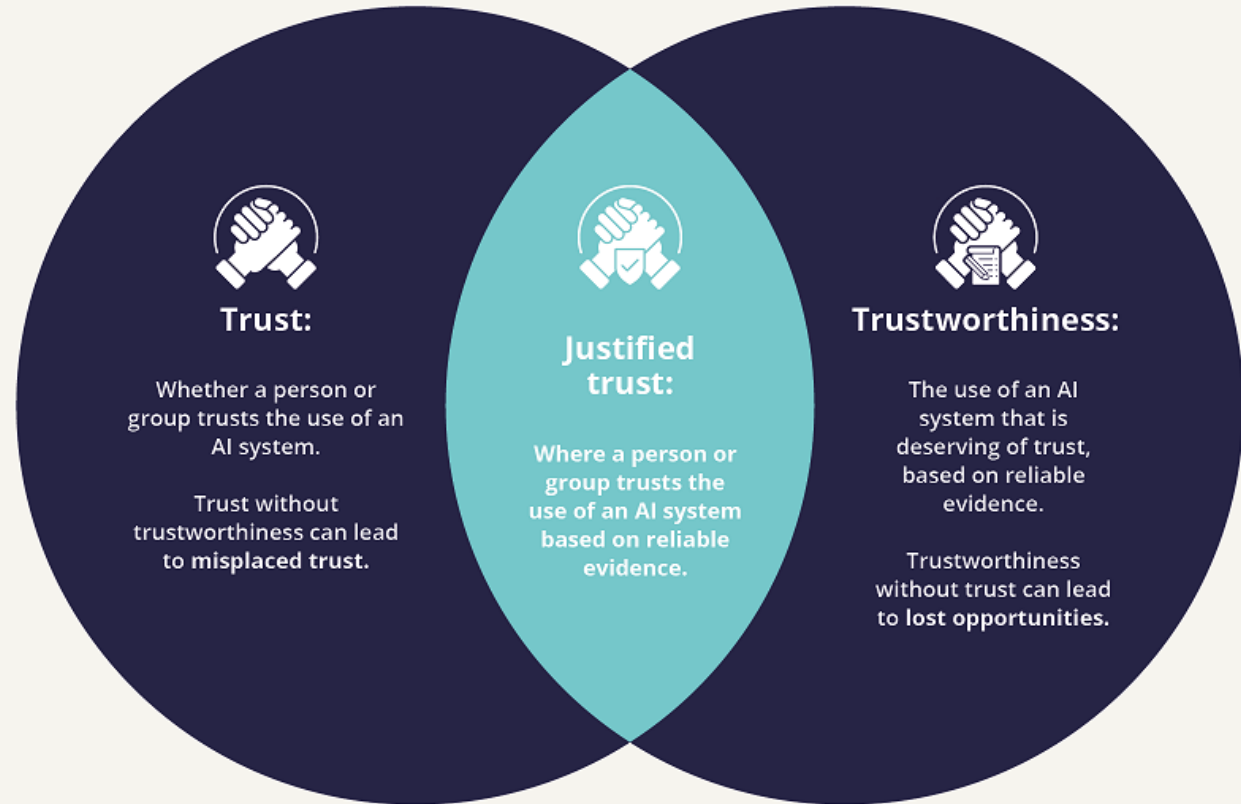 Trust:
Whether a person or
group trusts the use of an
AI system.
Trust without
trustworthiness can lead
to misplaced trust.
Justified
trust:
Where a person or
group trusts the
use of an AI system
based on reliable
evidence.
Trustworthiness:
The use of an AI
system that is
deserving of trust,
based on reliable
evidence.
Trustworthiness
without trust can lead
to lost opportunities.